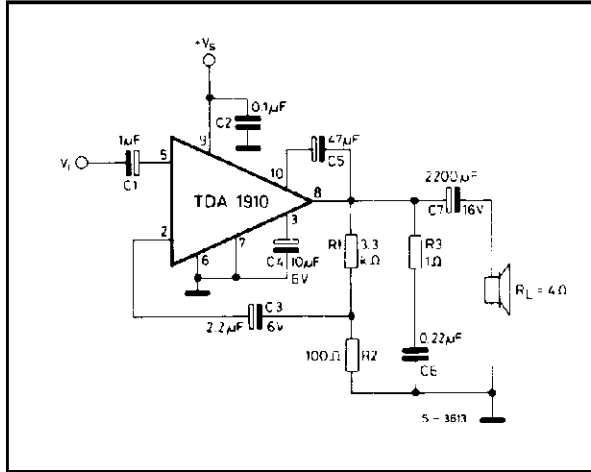 +Vs
0.1µF
C2
9
1µF
47µF
C5
Vi
5
10
C1
TDA 1910
8
2200µF
C7
16V
2
3
R1
3.3
kΩ
R3
1Ω
7
6
C4
10µF
6V
RL = 4Ω
C3
2.2µF
6V
0.22µF
100Ω
R2
C6
S - 3613